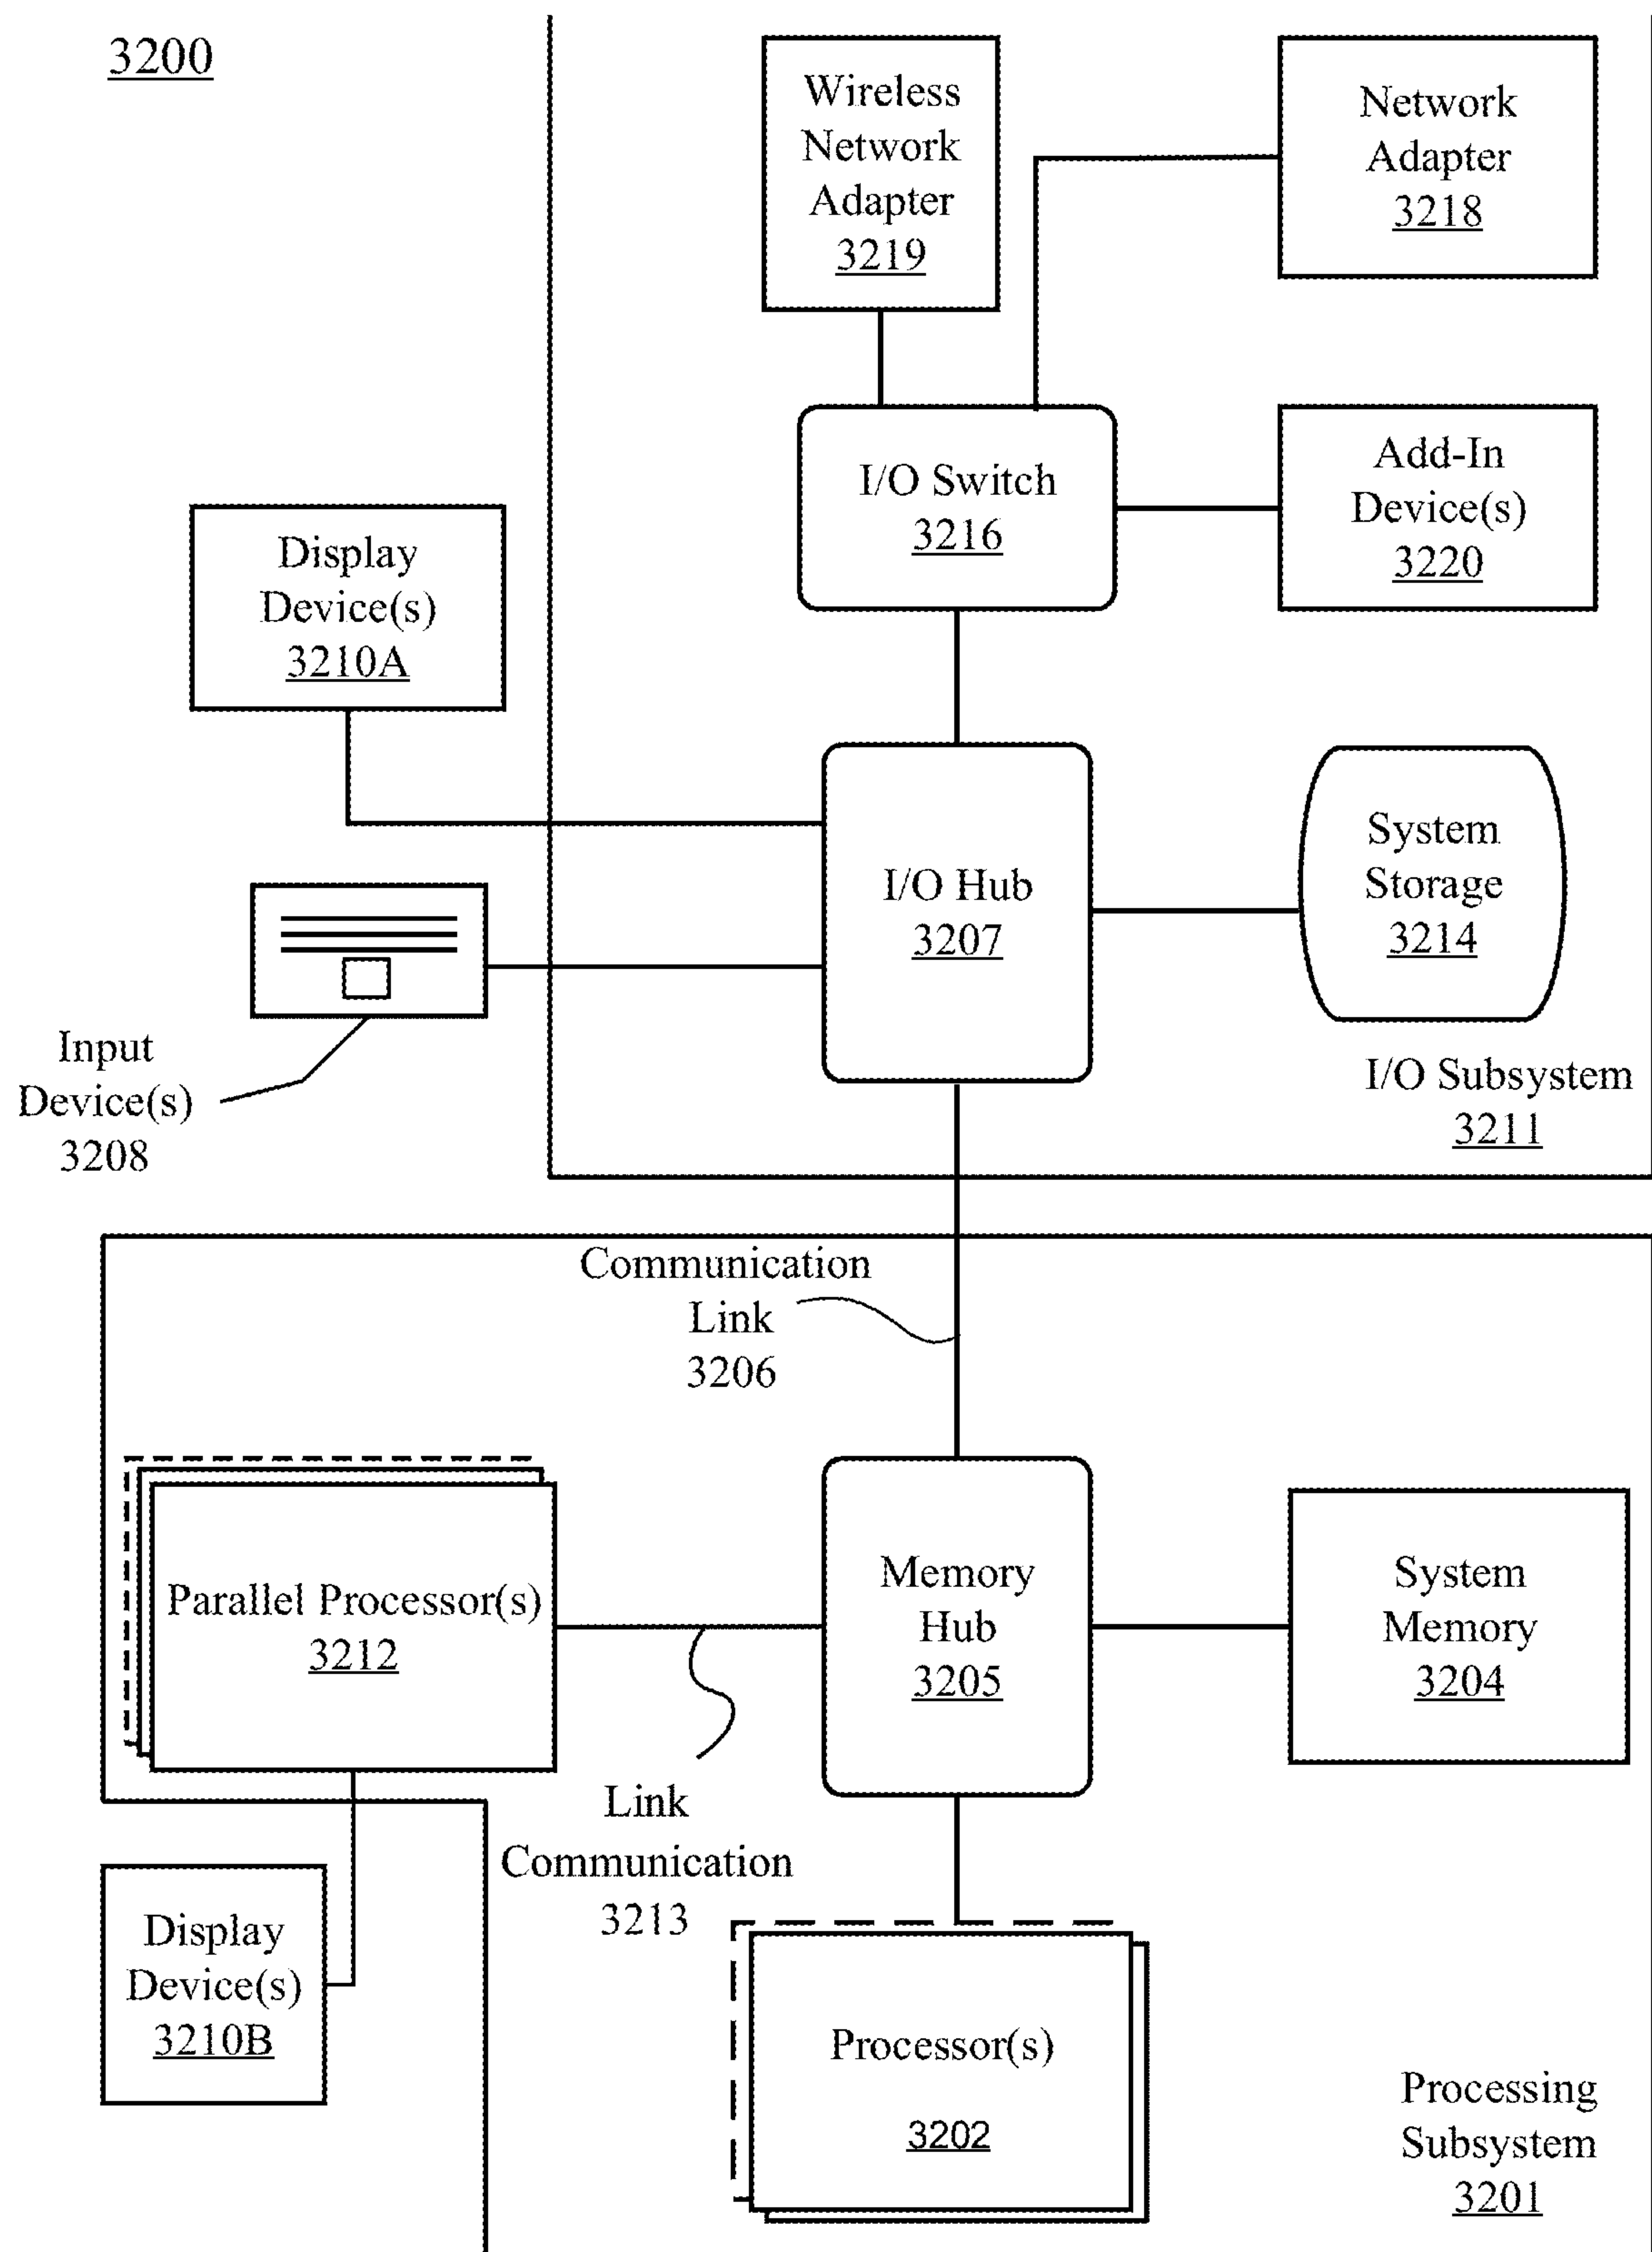 3200
Wireless
Network
Adapter
3219
Network
Adapter
3218
I/O Switch
3216
Add-In
Device(s)
3220
Display
Device(s)
3210A
I/O Hub
3207
System
Storage
3214
Input
Device(s)
3208
I/O Subsystem
3211
Communication
Link
3206
Parallel Processor(s)
3212
Memory
Hub
3205
System
Memory
3204
Link
Communication
3213
Display
Device(s)
3210B
Processor(s)
3202
Processing
Subsystem
3201